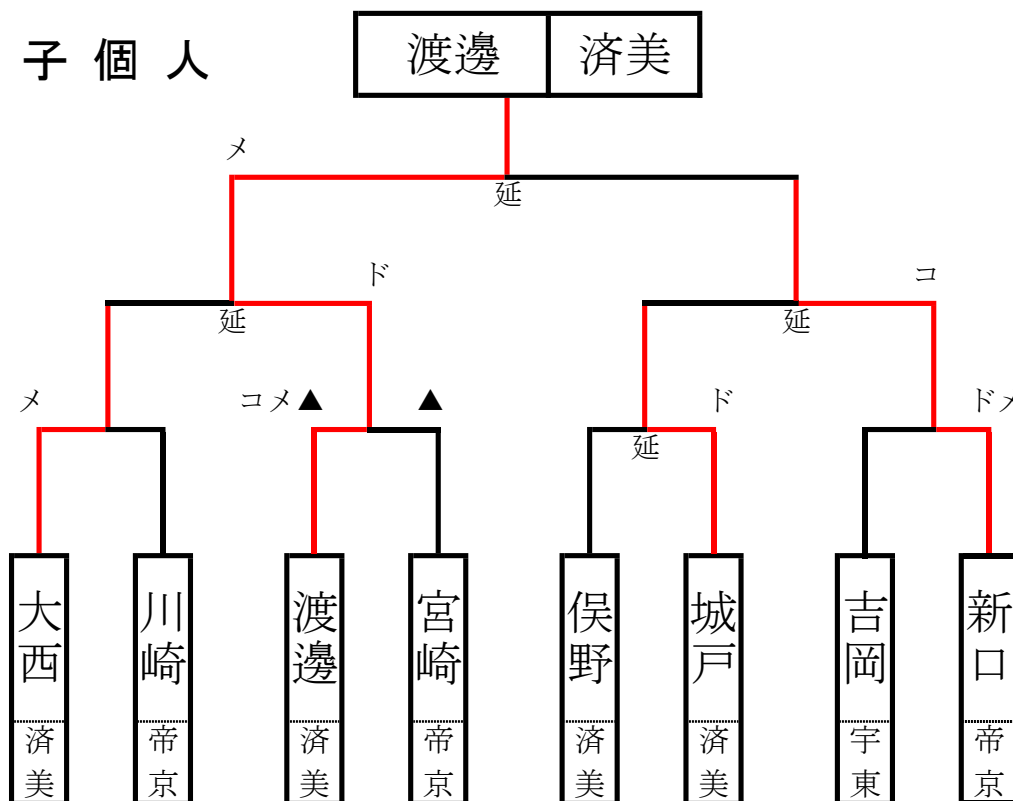 子個人
渡邊 済美
メ
延
ド コ
延 延
メ コメ▲ ▲ ド ドメ
延
大西 川崎 渡邊 宮崎 俣野 城戸 吉岡 新口
済美 帝京 済美 帝京 済美 済美 宇東 帝京